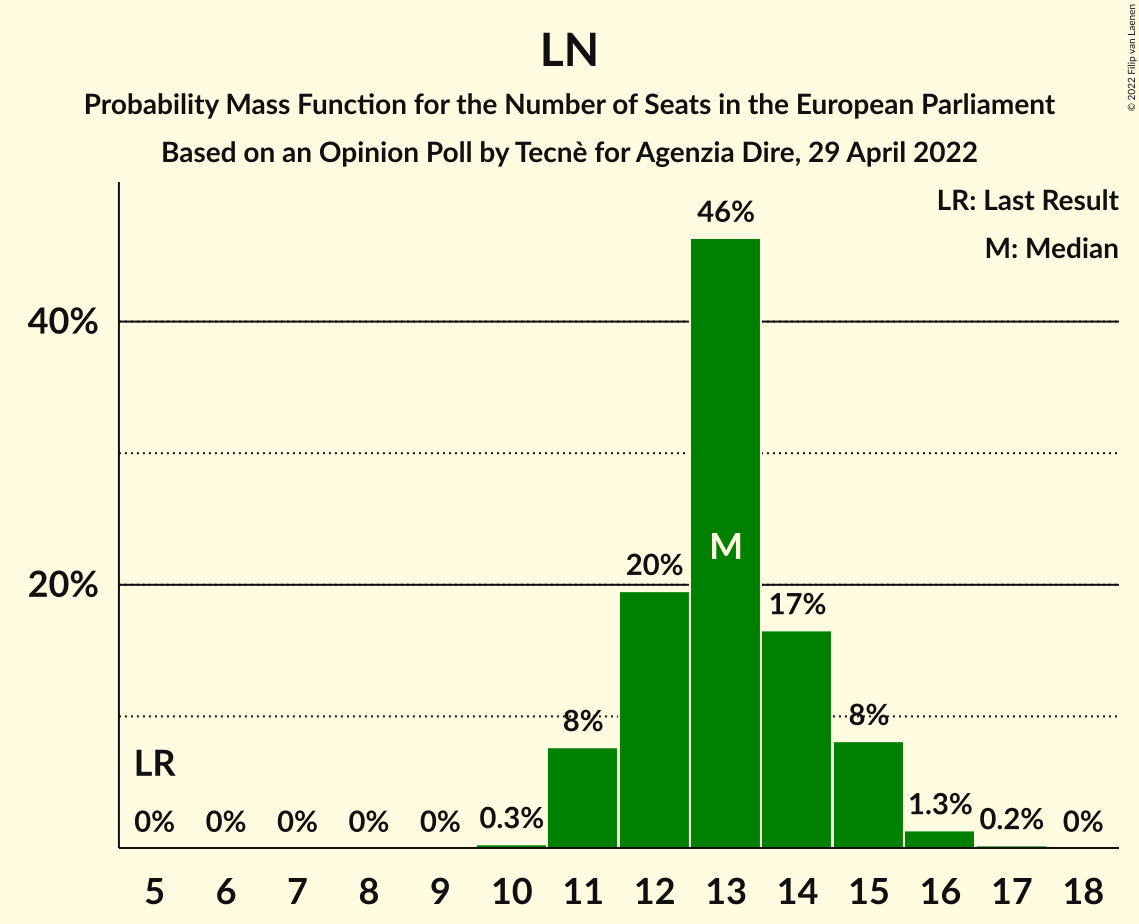 LN
Probability Mass Function for the Number of Seats in the European Parliament
Based on an Opinion Poll by Tecnè for Agenzia Dire, 29 April 2022
© 2022 Filip van Laenen
LR: Last Result
M: Median
46%
40%
M
20%
20%
17%
8%
8%
LR
0% 0% 0% 0% 0% 0.3% 1.3% 0.2% 0%
5 6 7 8 9 10 11 12 13 14 15 16 17 18